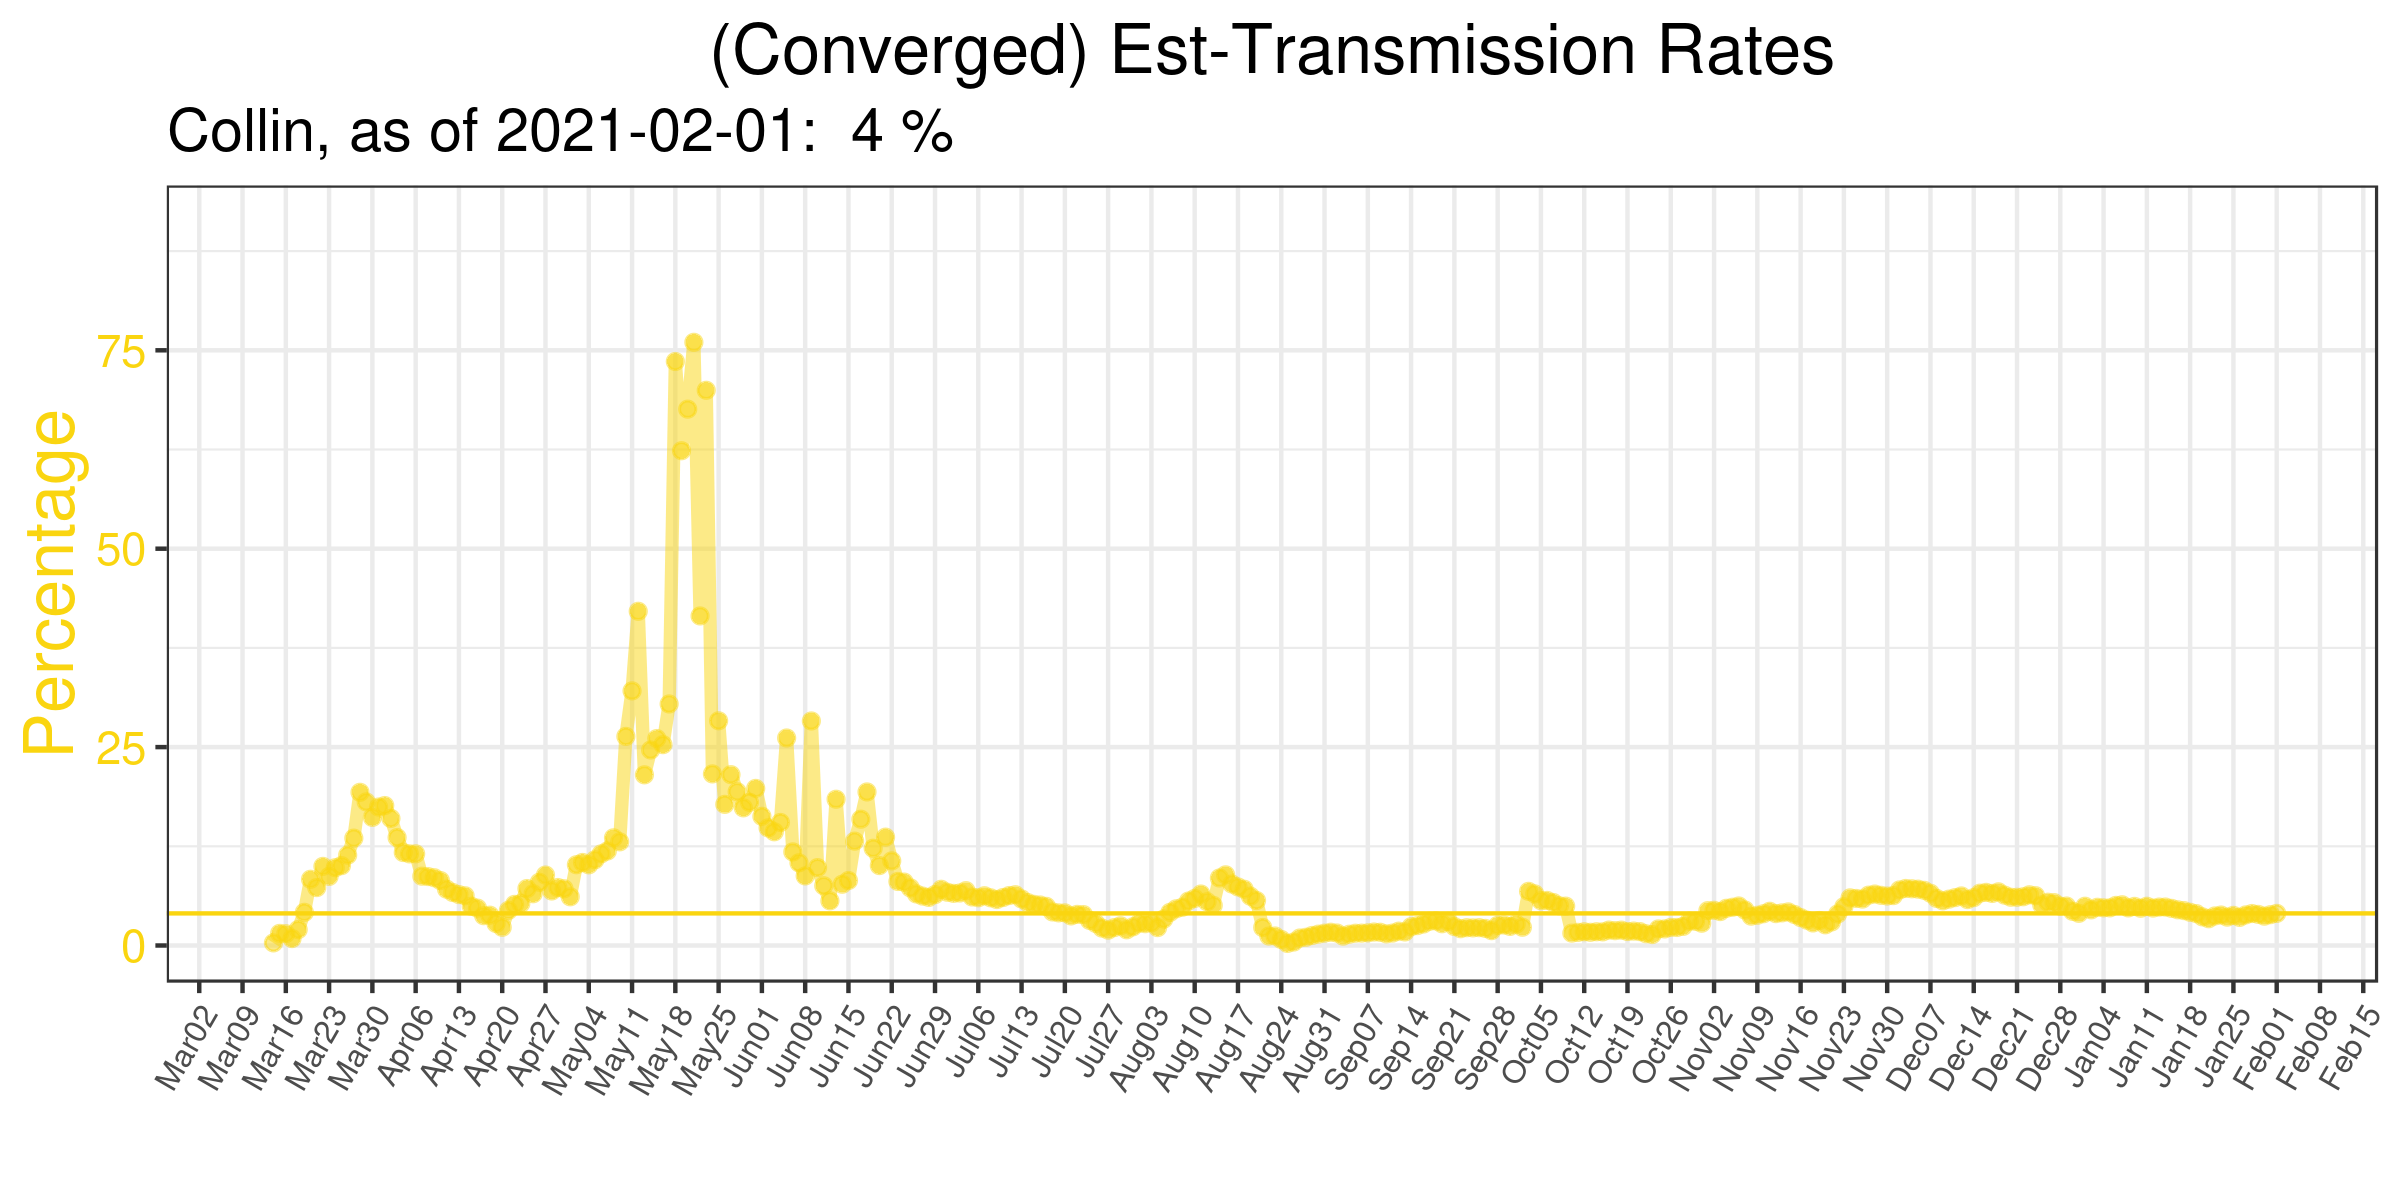 (Converged) Est-Transmission Rates
Collin, as of 2021-02-01:  4 %
Percentage
75
50
25
0
Mar02
Mar09
Mar16
Mar23
Mar30
Apr06
Apr13
Apr20
Apr27
May04
May11
May18
May25
Jun01
Jun08
Jun15
Jun22
Jun29
Jul06
Jul13
Jul20
Jul27
Aug03
Aug10
Aug17
Aug24
Aug31
Sep07
Sep14
Sep21
Sep28
Oct05
Oct12
Oct19
Oct26
Nov02
Nov09
Nov16
Nov23
Nov30
Dec07
Dec14
Dec21
Dec28
Jan04
Jan11
Jan18
Jan25
Feb01
Feb08
Feb15